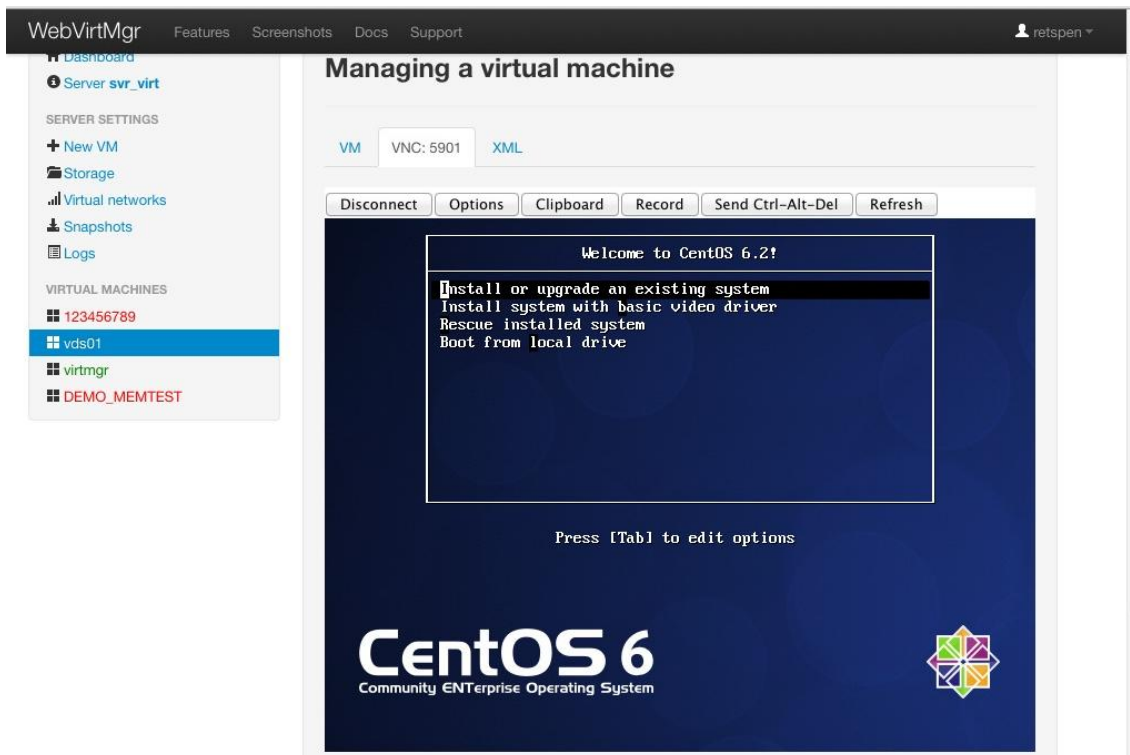 WebVirtMgr Features Screenshots Docs Support retspen
Dashboard
Server svr_virt
SERVER SETTINGS
New VM
Storage
Virtual networks
Snapshots
Logs
VIRTUAL MACHINES
123456789
vds01
virtmgr
DEMO_MEMTEST
Managing a virtual machine
VM VNC: 5901 XML
Disconnect Options Clipboard Record Send Ctrl-Alt-Del Refresh
Welcome to CentOS 6.2!
Install or upgrade an existing system
Install system with basic video driver
Rescue installed system
Boot from local drive
Press [Tab] to edit options
CentOS 6
Community ENTerprise Operating System